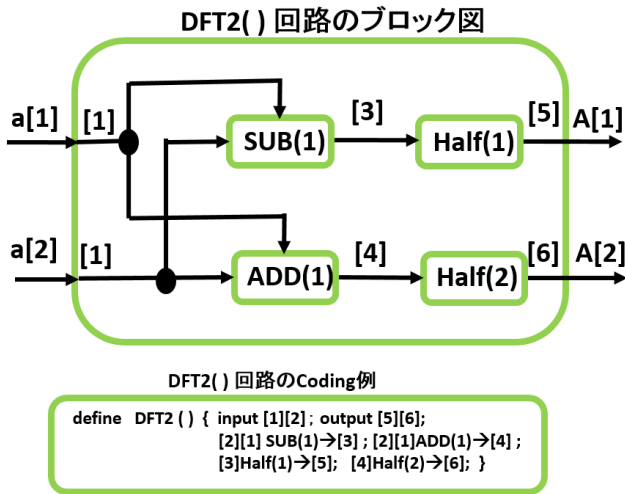 DFT2( ) 回路のブロック図
a[1] [1] [3] [5] A[1]
SUB(1) Half(1)
a[2] [1] [4] [6] A[2]
ADD(1) Half(2)
DFT2( ) 回路のCoding例
define DFT2 ( ) { input [1][2] ; output [5][6];
[2][1] SUB(1)→[3] ; [2][1]ADD(1)→[4] ;
[3]Half(1)→[5]; [4]Half(2)→[6]; }